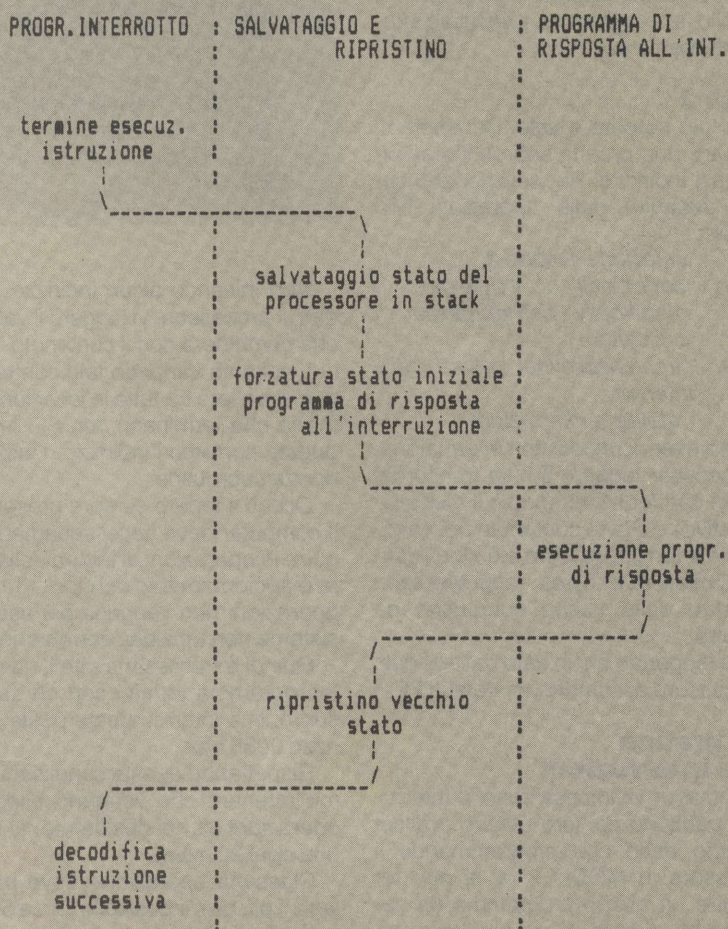 PROGR.INTERROTTO : SALVATAGGIO E : PROGRAMMA DI
RIPRISTINO : RISPOSTA ALL'INT.
termine esecuz.
istruzione
salvataggio stato del
processore in stack
forzatura stato iniziale
programma di risposta
all'interruzione
esecuzione progr.
di risposta
ripristino vecchio
stato
decodifica
istruzione
successiva